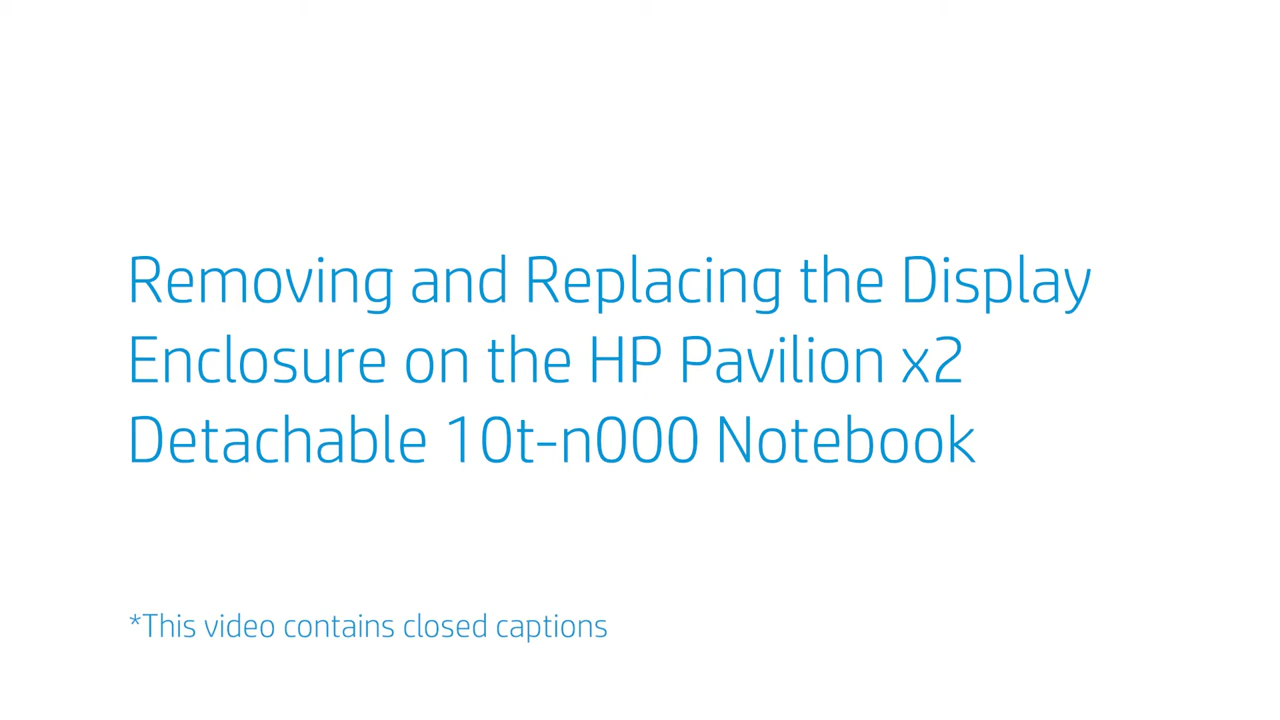 Removing and Replacing the Display
Enclosure on the HP Pavilion x2
Detachable 10t-n000 Notebook
*This video contains closed captions